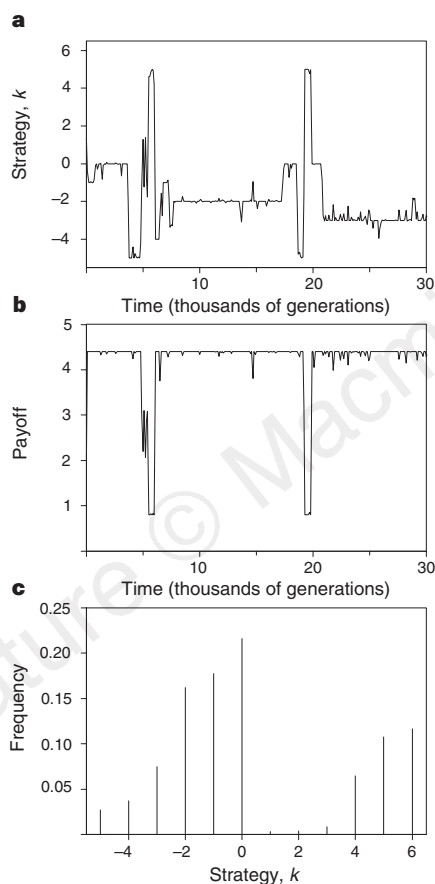 a
6
4
2
0
−2
−4
Strategy, k
10
20
30
Time (thousands of generations)
b
5
4
3
2
1
Payoff
10
20
30
Time (thousands of generations)
c
0.25
0.20
0.15
0.10
0.05
Frequency
−4
−2
0
2
4
6
Strategy, k
ature © Macmi